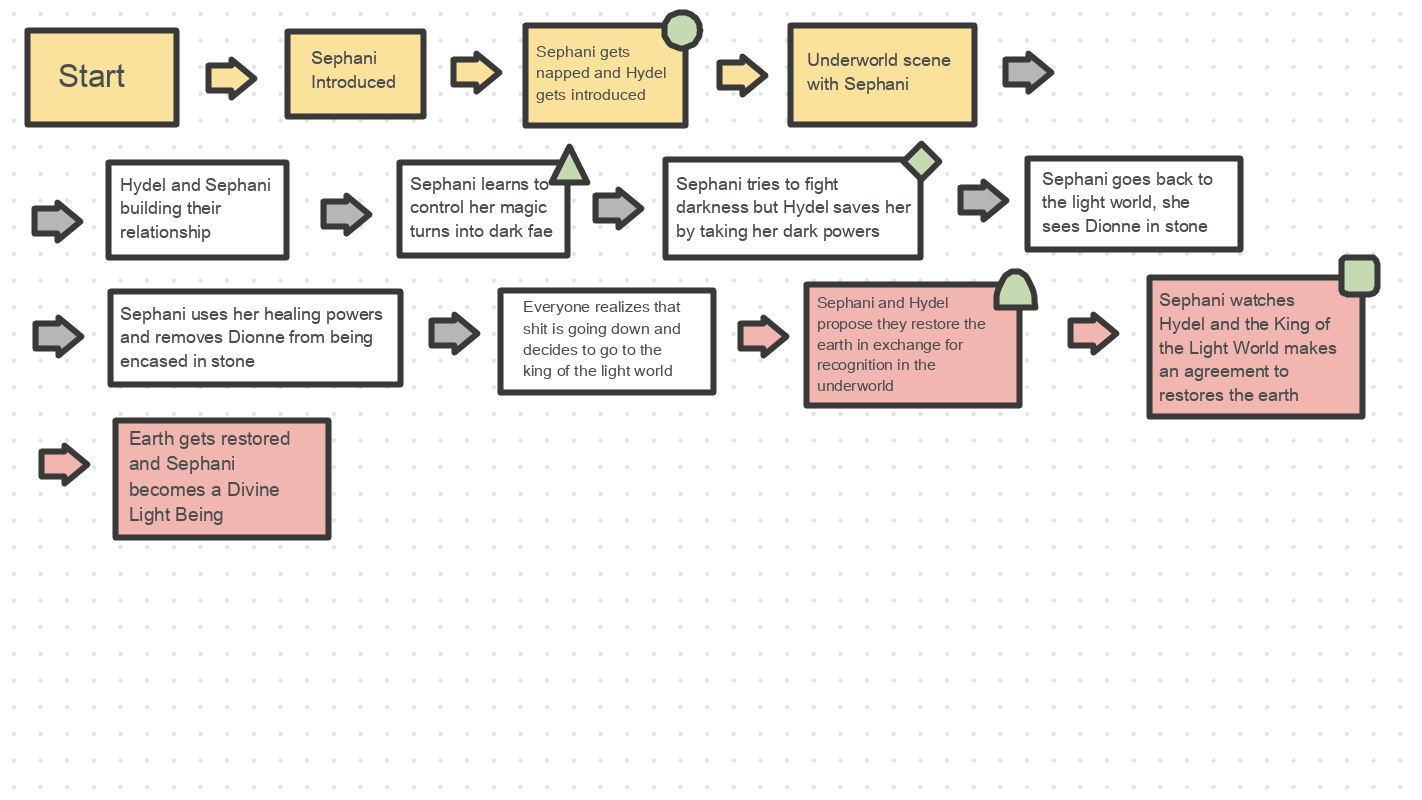 Start
Sephani
Introduced
Sephani gets
napped and Hydel
gets introduced
Underworld scene
with Sephani
Hydel and Sephani
building their
relationship
Sephani learns to
control her magic
turns into dark fae
Sephani tries to fight
darkness but Hydel saves her
by taking her dark powers
Sephani goes back to
the light world, she
sees Dionne in stone
Sephani uses her healing powers
and removes Dionne from being
encased in stone
Everyone realizes that
shit is going down and
decides to go to the
king of the light world
Sephani and Hydel
propose they restore the
earth in exchange for
recognition in the
underworld
Sephani watches
Hydel and the King of
the Light World makes
an agreement to
restores the earth
Earth gets restored
and Sephani
becomes a Divine
Light Being